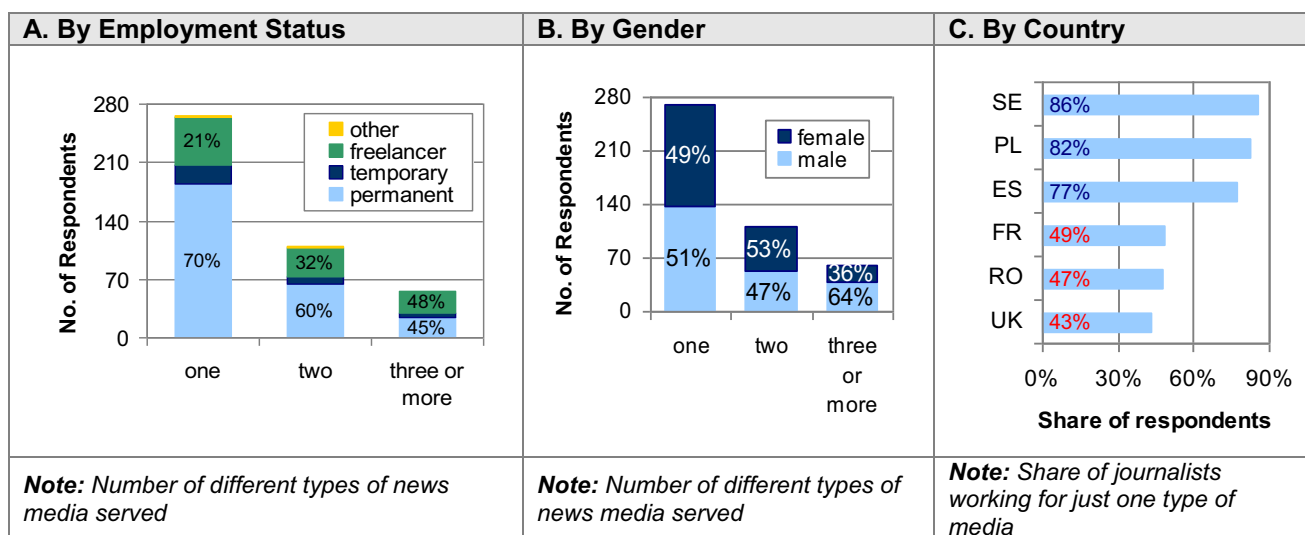 A. By Employment Status
No. of Respondents
280
210
140
70
0
other
freelancer
temporary
permanent
21%
70%
32%
60%
48%
45%
one
two
three or
more
Note: Number of different types of news
media served
B. By Gender
No. of Respondents
280
210
140
70
0
female
male
49%
51%
53%
47%
36%
64%
one
two
three
or
more
Note: Number of different types of
news media served
C. By Country
SE 86%
PL 82%
ES 77%
FR 49%
RO 47%
UK 43%
0% 30% 60% 90%
Share of respondents
Note: Share of journalists
working for just one type of
media